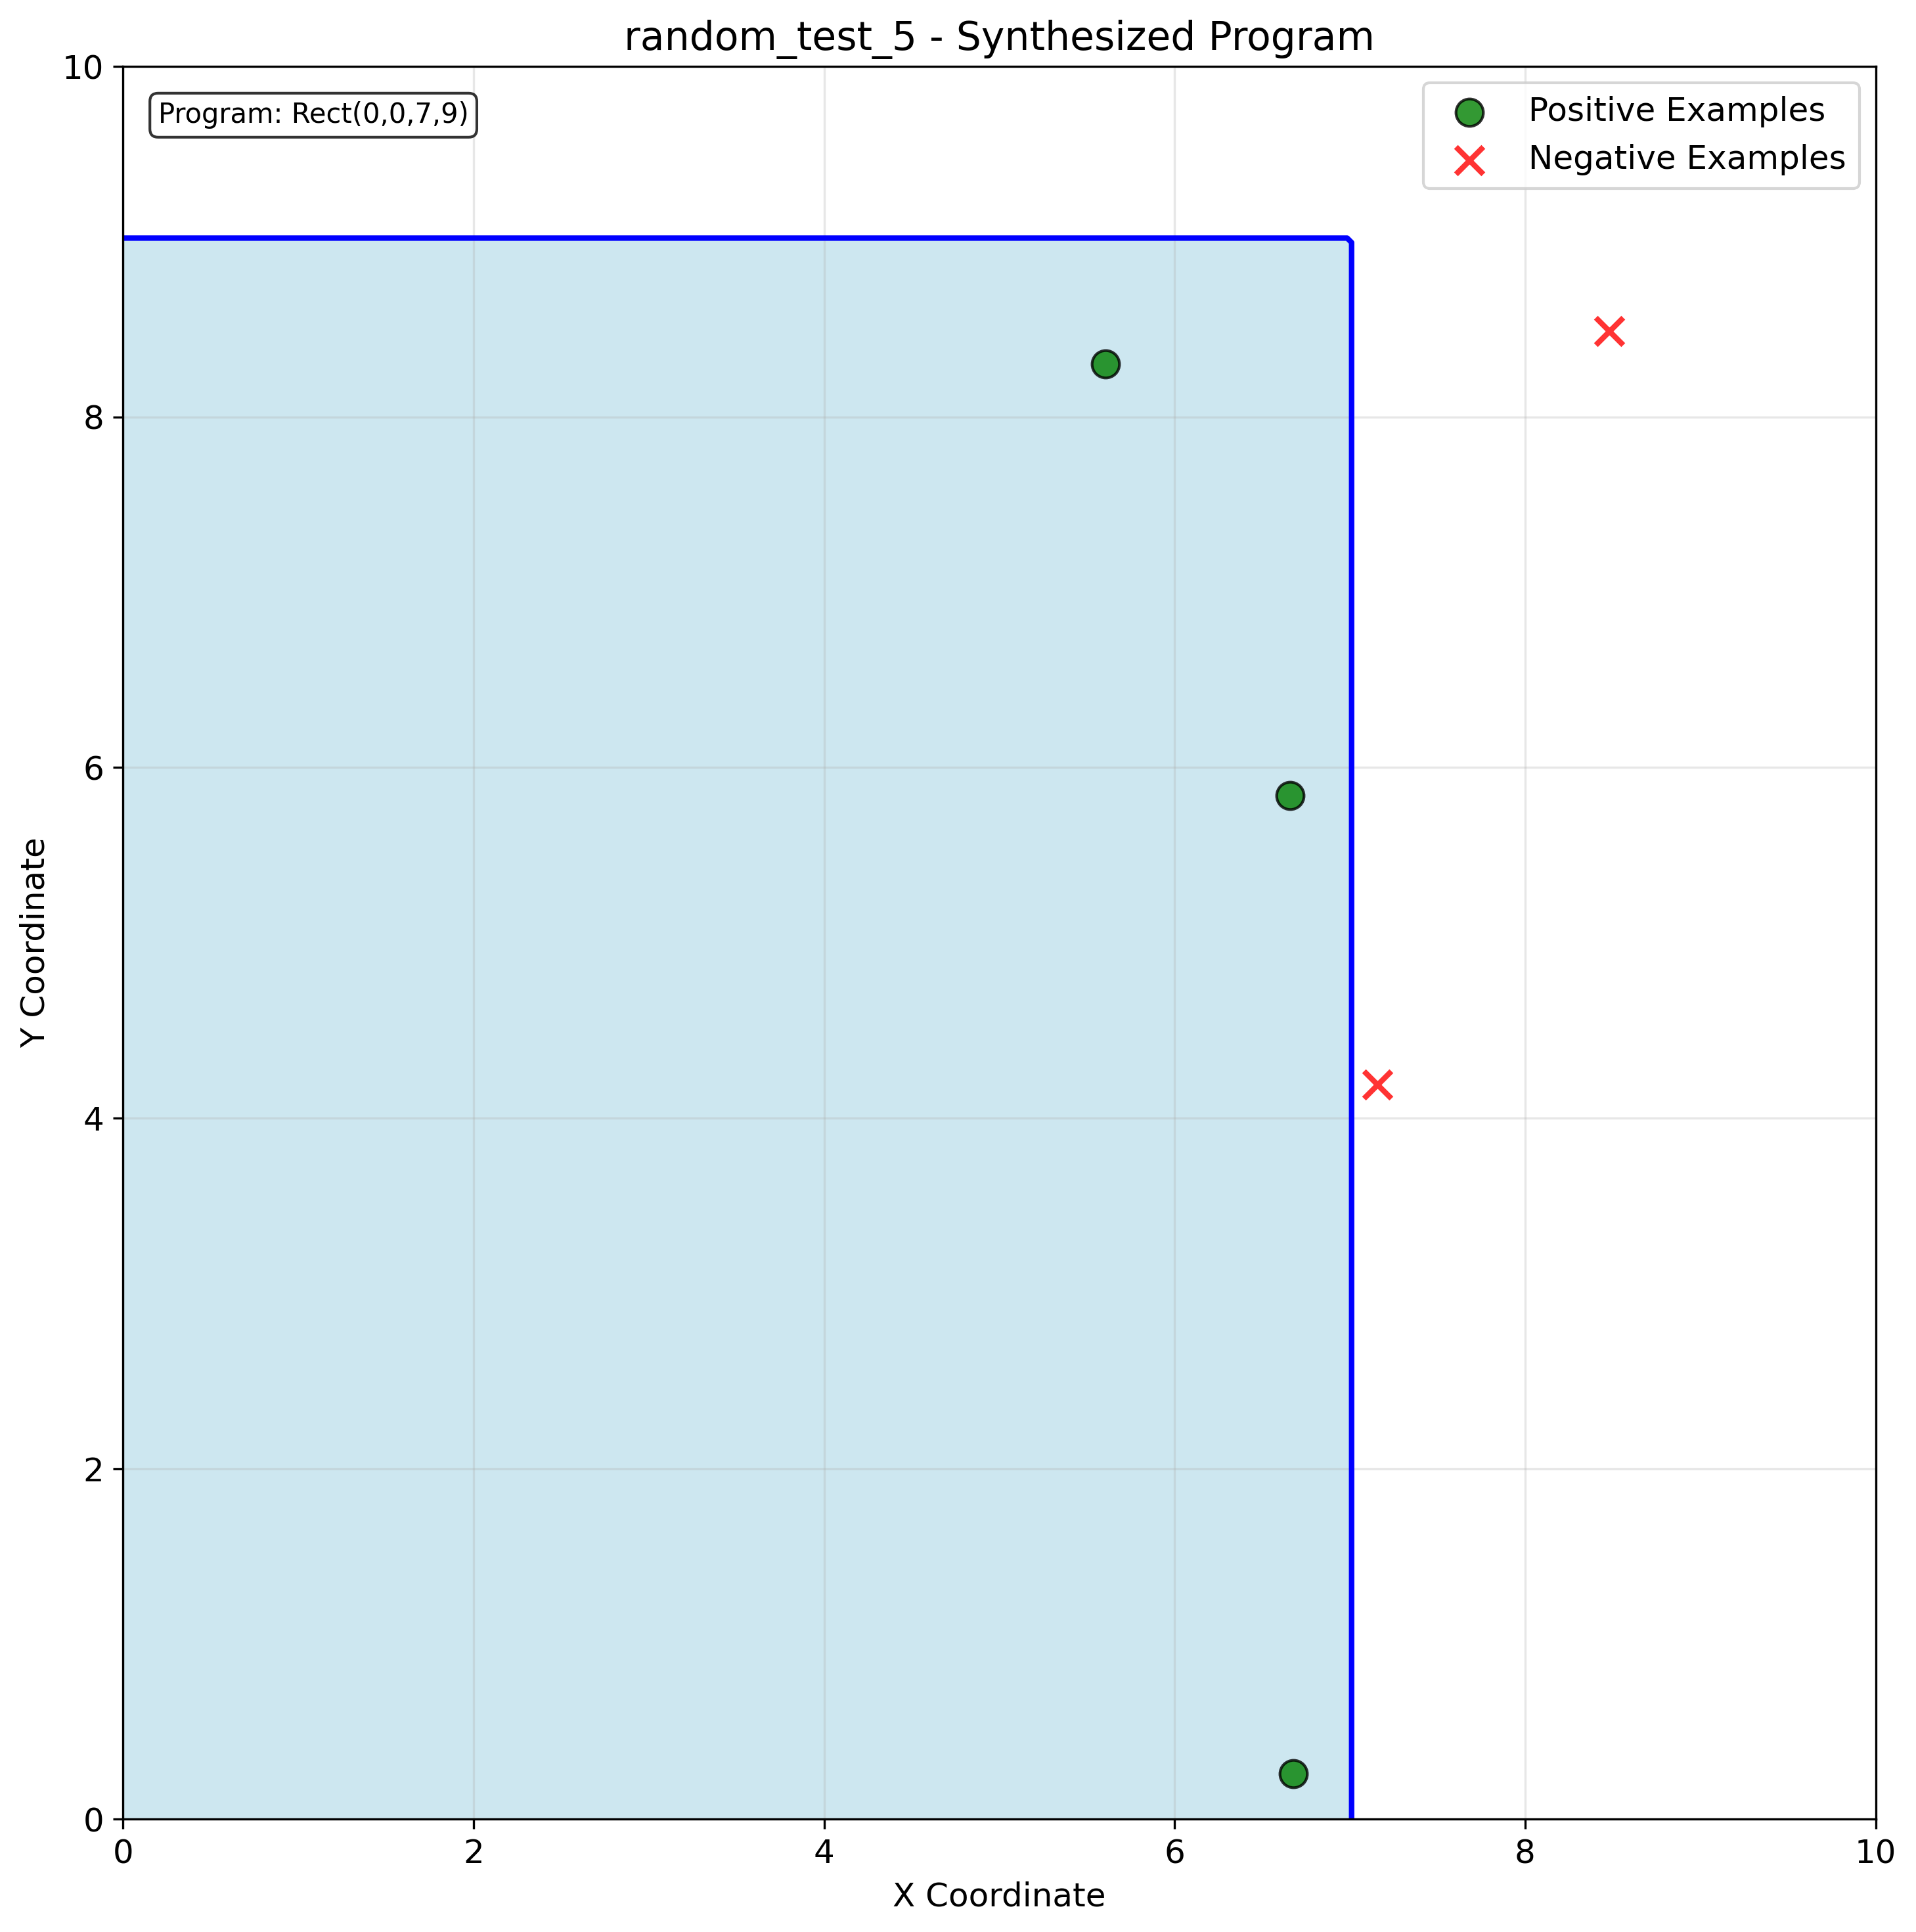 random_test_5 - Synthesized Program
Program: Rect(0,0,7,9)
Positive Examples
Negative Examples
10
8
6
4
2
0
Y Coordinate
0 2 4 6 8 10
X Coordinate